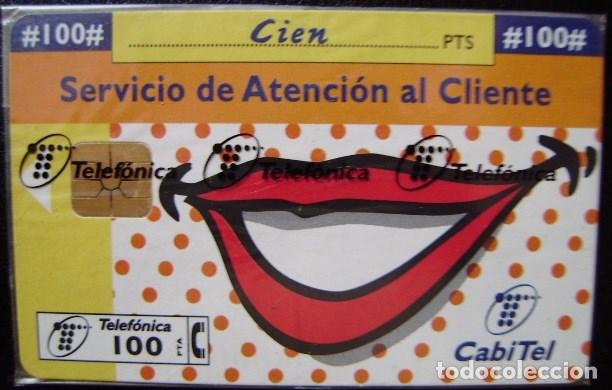 #100#
Cien
PTS
#100#
Servicio de Atención al Cliente
Telefónica
Telefónica
Telefónica
Telefónica
100
PTA
CabiTel
todocoleccion